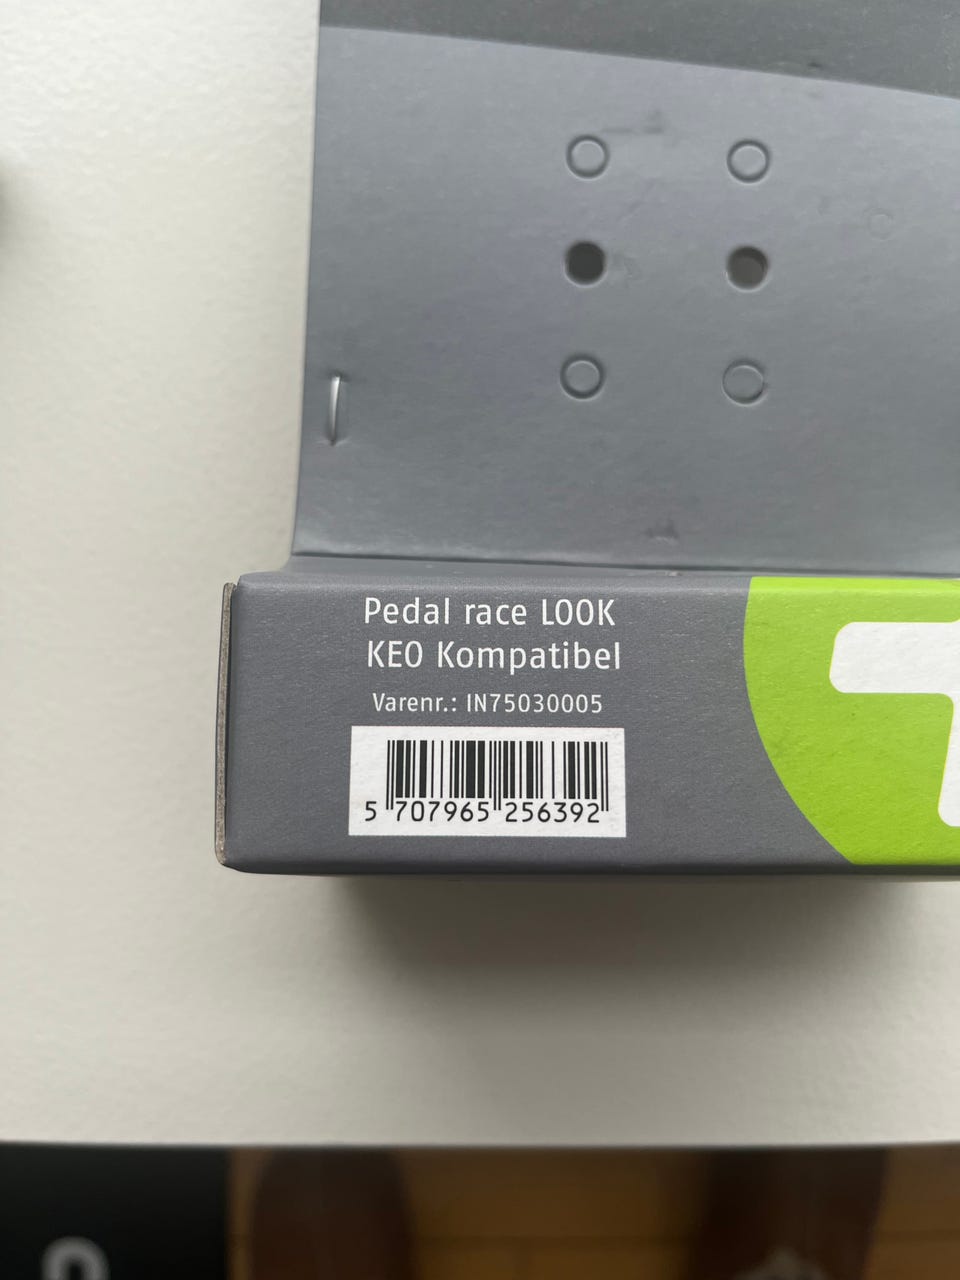 Pedal race LOOK
KEO Kompatibel
Varenr.: IN75030005
5 707965 256392